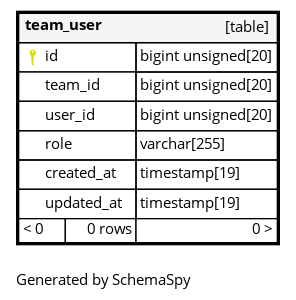 team_user [table]
id bigint unsigned[20]
team_id bigint unsigned[20]
user_id bigint unsigned[20]
role varchar[255]
created_at timestamp[19]
updated_at timestamp[19]
< 0 0 rows 0 >
Generated by SchemaSpy